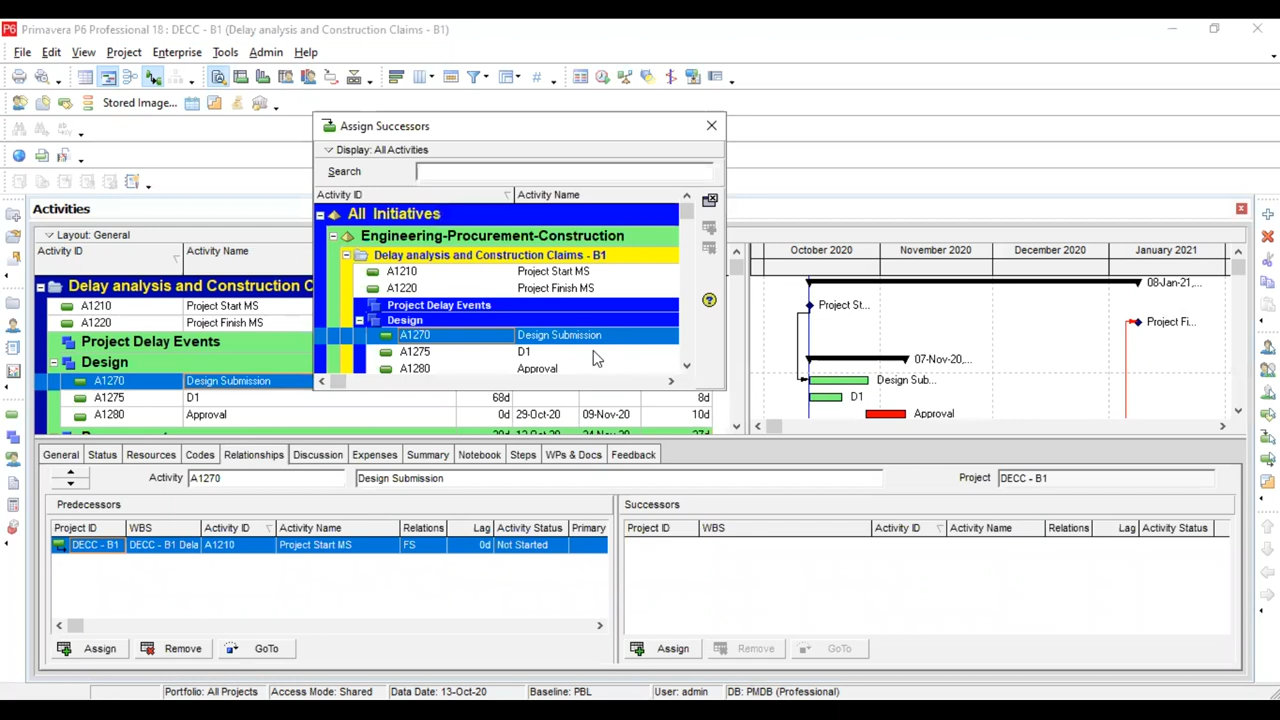 P6 Primavera P6 Professional 18 : DECC - B1 (Delay analysis and Construction Claims - B1)
File Edit View Project Enterprise Tools Admin Help
Stored Image...
Assign Successors
Display: All Activities
Search
Activity ID Activity Name
All Initiatives
Engineering-Procurement-Construction
Delay analysis and Construction Claims - B1
A1210 Project Start MS
A1220 Project Finish MS
Project Delay Events
Design
A1270 Design Submission
A1275 D1
A1280 Approval
Activities
Layout: General
Activity ID Activity Name
Delay analysis and Construction C
A1210 Project Start MS
A1220 Project Finish MS
Project Delay Events
Design
A1270 Design Submission
A1275 D1 68d 8d
A1280 Approval 0d 29-Oct-20 09-Nov-20 10d
October 2020 November 2020 December 2020 January 2021
08-Jan-21,...
Project St...
Project Fi...
07-Nov-20,...
Design Sub...
D1
Approval
General Status Resources Codes Relationships Discussion Expenses Summary Notebook Steps WPs & Docs Feedback
Activity A1270 Design Submission Project DECC - B1
Predecessors
Project ID WBS Activity ID Activity Name Relations Lag Activity Status Primary
DECC - B1 DECC - B1 Dela A1210 Project Start MS FS 0d Not Started
Assign Remove GoTo
Successors
Project ID WBS Activity ID Activity Name Relations Lag Activity Status
Assign Remove GoTo
Portfolio: All Projects Access Mode: Shared Data Date: 13-Oct-20 Baseline: PBL User: admin DB: PMDB (Professional)